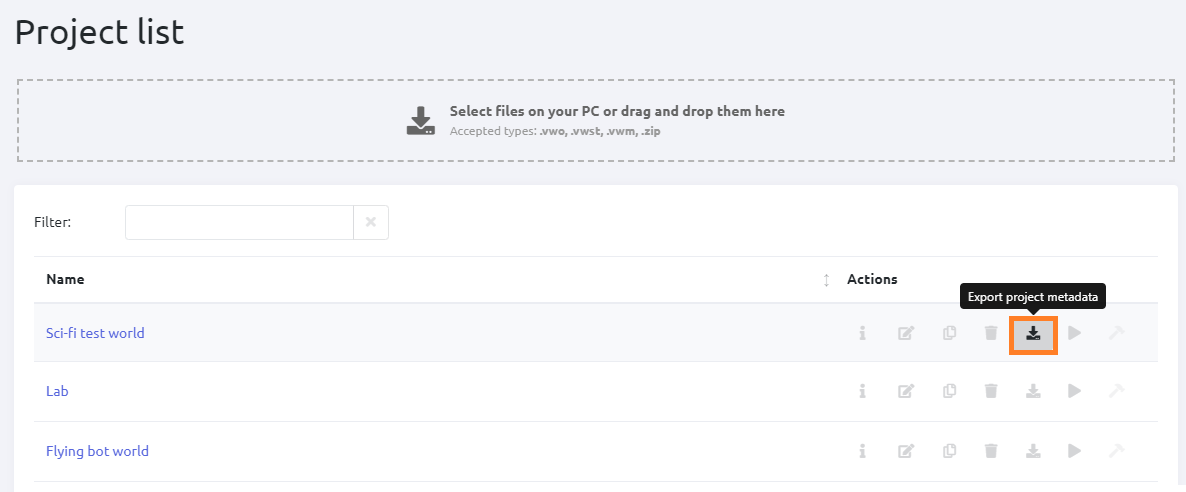 Project list
Select files on your PC or drag and drop them here
Accepted types: .vwo, .vwst, .vwm, .zip
Filter:
Name Actions
Export project metadata
Sci-fi test world
Lab
Flying bot world